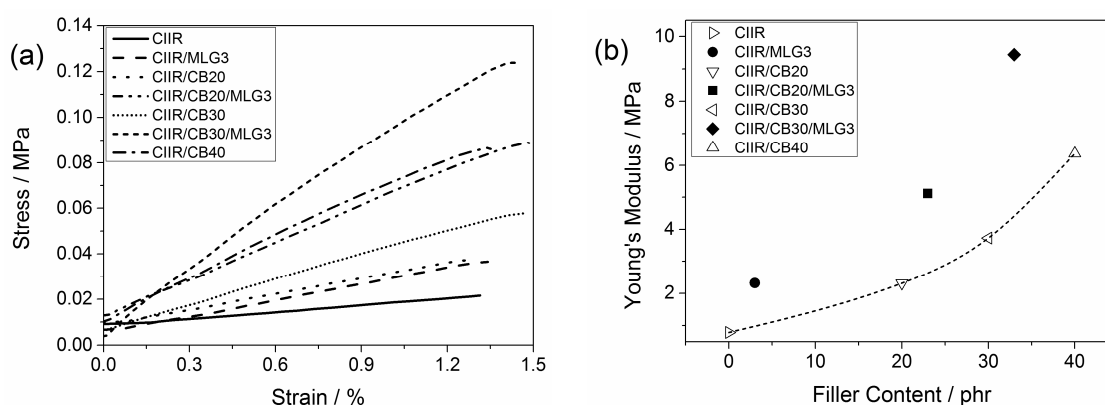 (a)
CIIR
CIIR/MLG3
CIIR/CB20
CIIR/CB20/MLG3
CIIR/CB30
CIIR/CB30/MLG3
CIIR/CB40
Stress / MPa
0.14
0.12
0.10
0.08
0.06
0.04
0.02
0.00
0.0 0.3 0.6 0.9 1.2 1.5
Strain / %
(b)
CIIR
CIIR/MLG3
CIIR/CB20
CIIR/CB20/MLG3
CIIR/CB30
CIIR/CB30/MLG3
CIIR/CB40
Young's Modulus / MPa
10
8
6
4
2
0 10 20 30 40
Filler Content / phr